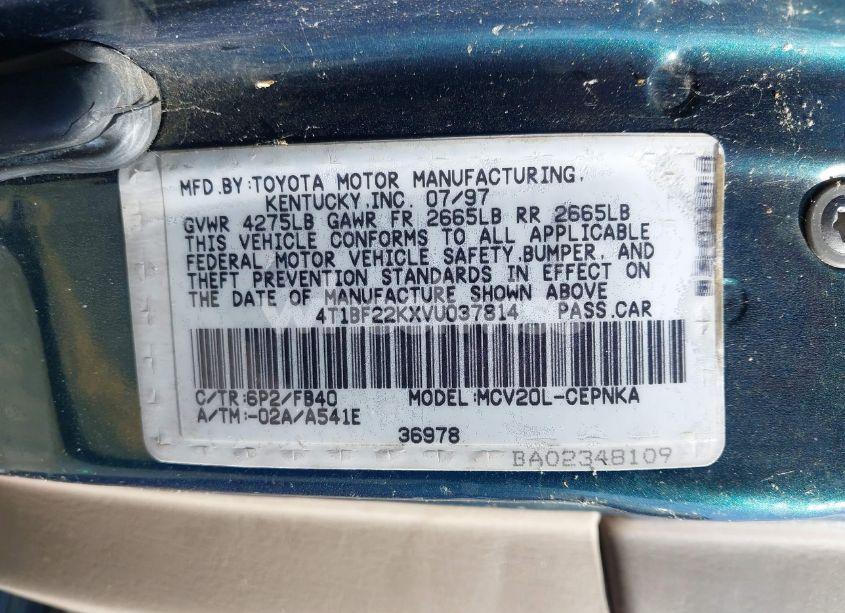 MFD.BY:TOYOTA MOTOR MANUFACTURING,
KENTUCKY,INC. 07/97
GVWR 4275LB GAWR FR 2665LB RR 2665LB
THIS VEHICLE CONFORMS TO ALL APPLICABLE
FEDERAL MOTOR VEHICLE SAFETY,BUMPER, AND
THEFT PREVENTION STANDARDS IN EFFECT ON
THE DATE OF MANUFACTURE SHOWN ABOVE
4T1BF22KXVU037814 PASS.CAR
C/TR:6P2/FB40 MODEL:MCV20L-CEPNKA
A/TM:-02A/A541E
36978
BA02348109